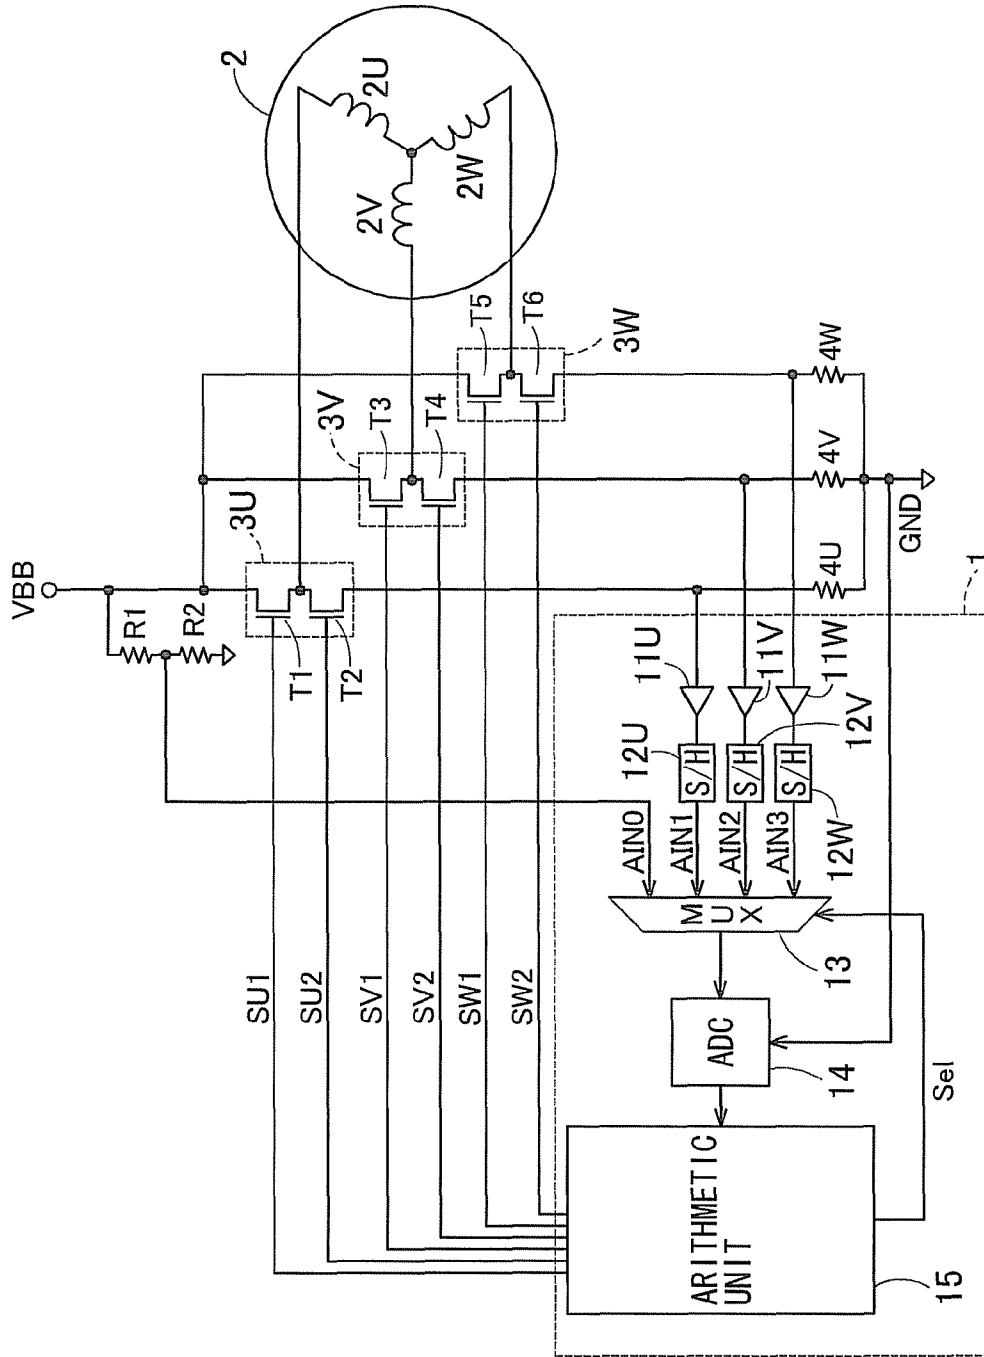 VBB
R1
R2
3U
T1
T2
3V
T3
T4
3W
T5
T6
2
2U
2V
2W
SU1
SU2
SV1
SV2
SW1
SW2
4U
4V
4W
GND
1
11U
11V
11W
12U
12V
12W
S/H
S/H
S/H
AIN0
AIN1
AIN2
AIN3
MUX
13
ADC
14
Sel
ARITHMETIC
UNIT
15